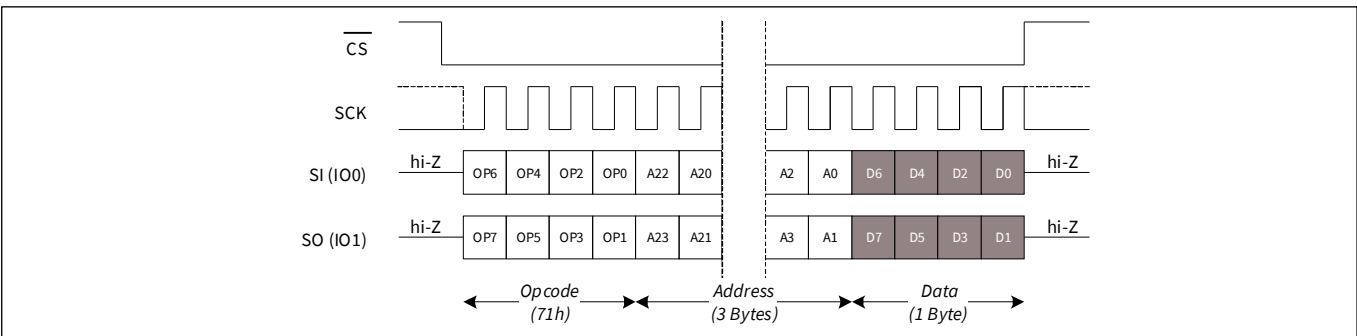 CS
SCK
SI (IO0) hi-Z OP6 OP4 OP2 OP0 A22 A20 A2 A0 D6 D4 D2 D0 hi-Z
SO (IO1) hi-Z OP7 OP5 OP3 OP1 A23 A21 A3 A1 D7 D5 D3 D1 hi-Z
Opcode Address Data
(71h) (3 Bytes) (1 Byte)